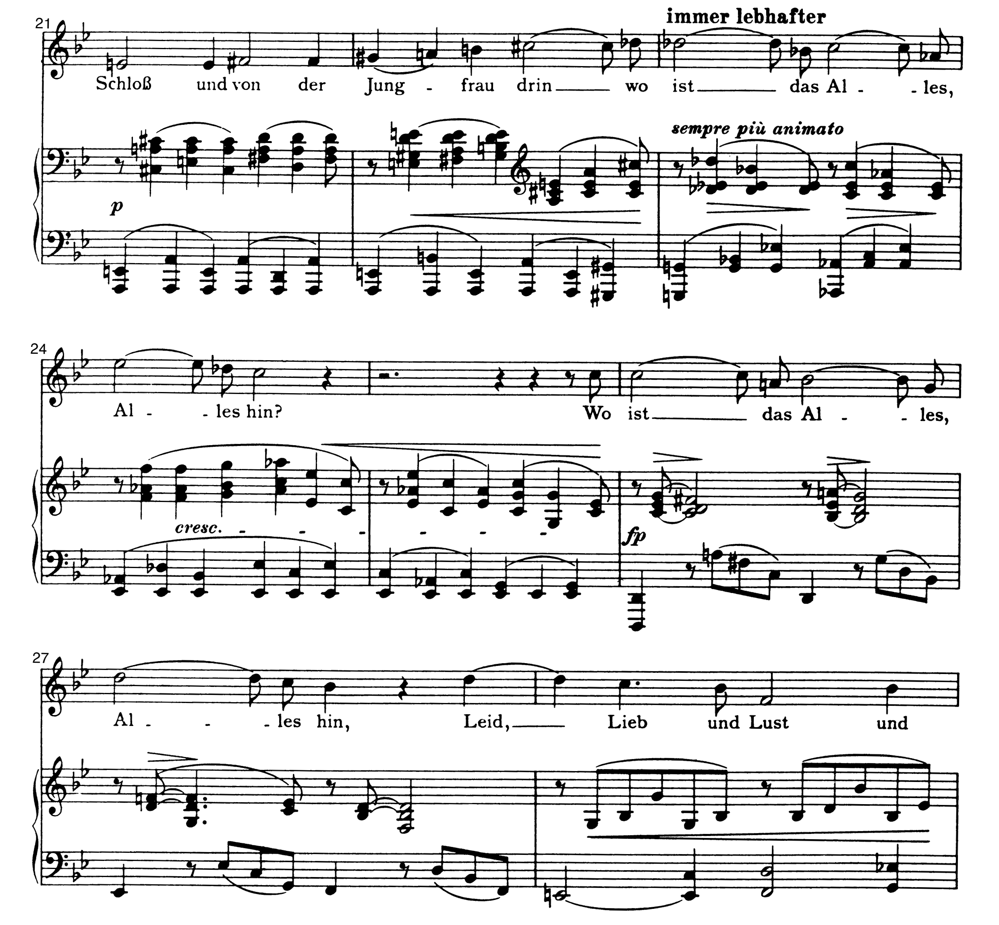 21
immer lebhafter
Schloß und von der Jung - frau drin wo ist das Al - - les,
sempre più animato
p
24
Al - - les hin? Wo ist das Al - - les,
cresc. - - - - - -
fp
27
Al - - - les hin, Leid, Lieb und Lust und